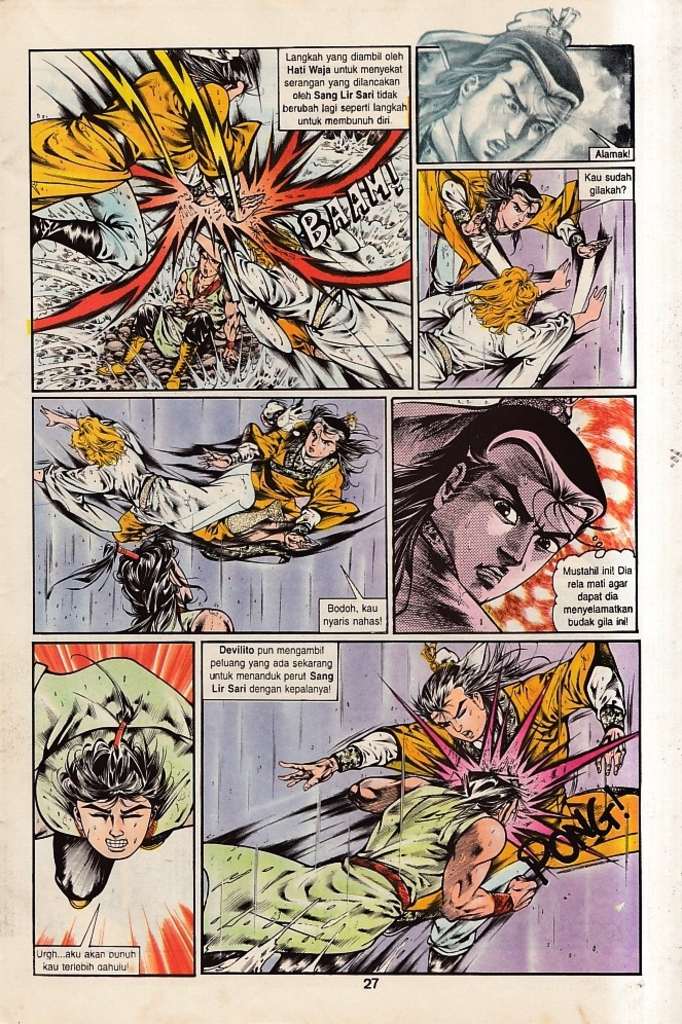 Langkah yang diambil oleh
Hati Waja untuk menyekat
serangan yang dilancakan
oleh Sang Lir Sari tidak
berubah lagi seperti langkah
untuk membunuh diri.
BAAM!
Alamak!
Kau sudah
gilakah?
Bodoh, kau
nyaris nahas!
Mustahil ini! Dia
rela mati agar
dapat dia
menyelamatkan
budak gila ini!
Urgh...aku akan bunuh
kau terlebih dahulu!
Devilito pun mengambil
peluang yang ada sekarang
untuk menanduk perut Sang
Lir Sari dengan kepalanya!
PONG!
27